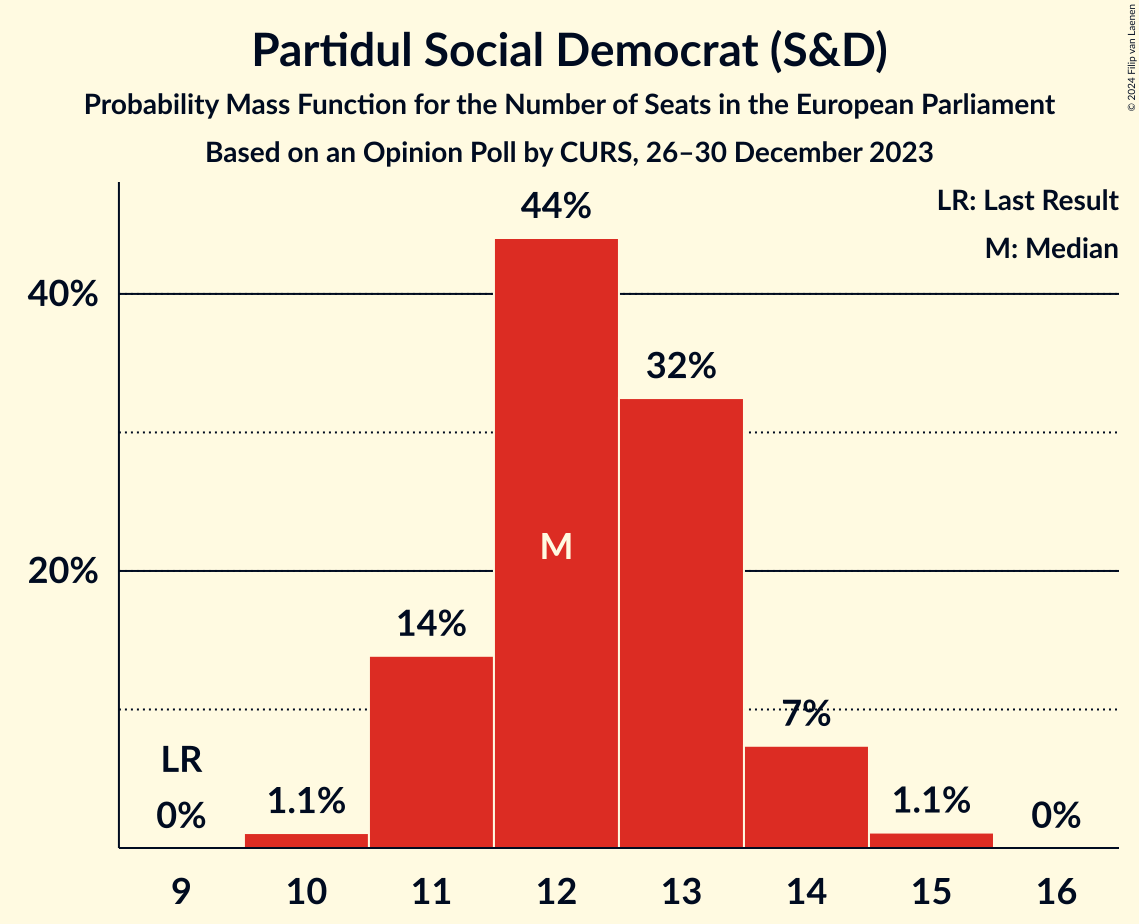 Partidul Social Democrat (S&D)
Probability Mass Function for the Number of Seats in the European Parliament
Based on an Opinion Poll by CURS, 26–30 December 2023
© 2024 Filip van Laenen
LR: Last Result
M: Median
40%
20%
LR
0%
1.1%
14%
44%
M
32%
7%
1.1%
0%
9 10 11 12 13 14 15 16